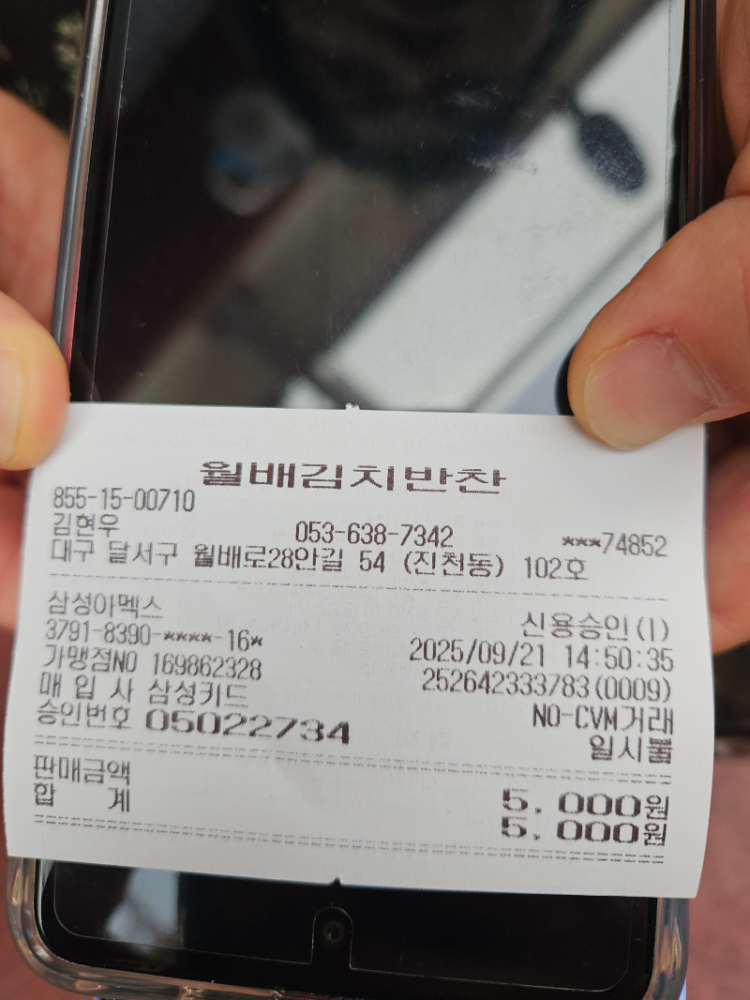 월배김치반찬
855-15-00710
김현우 053-638-7342 ***74852
대구 달서구 월배로28안길 54 (진천동) 102호
삼성아멕스 신용승인(I)
3791-8390-****-16* 2025/09/21 14:50:35
가맹점NO 169862328 252642333783(0009)
매 입 사 삼성카드 NO-CVM거래
승인번호 05022734 일시불
판매금액 5,000원
합 계 5,000원